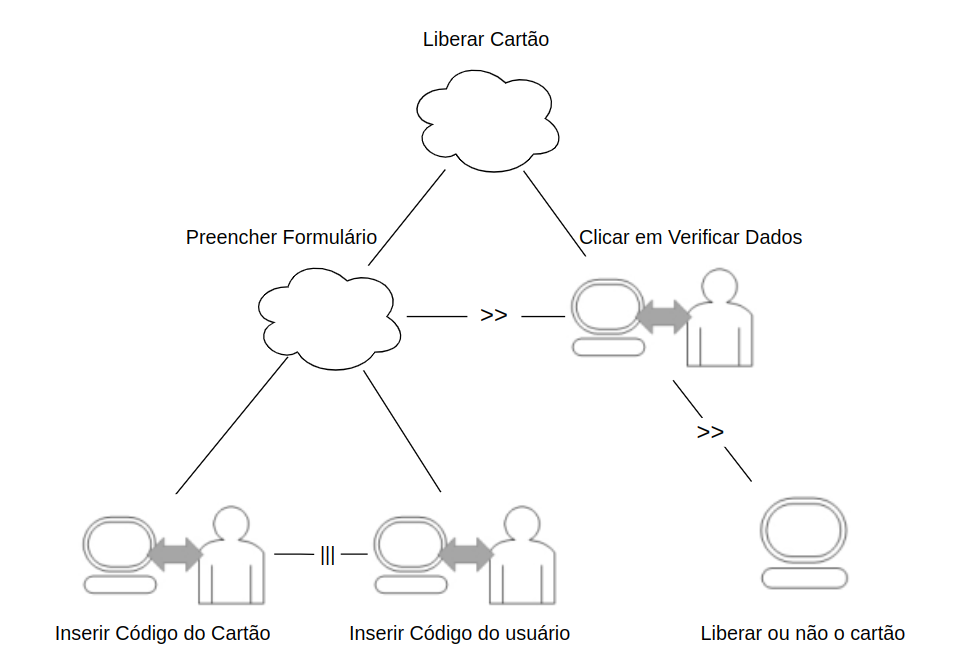 Liberar Cartão
Preencher Formulário
Clicar em Verificar Dados
>>
>>
|||
Inserir Código do Cartão
Inserir Código do usuário
Liberar ou não o cartão